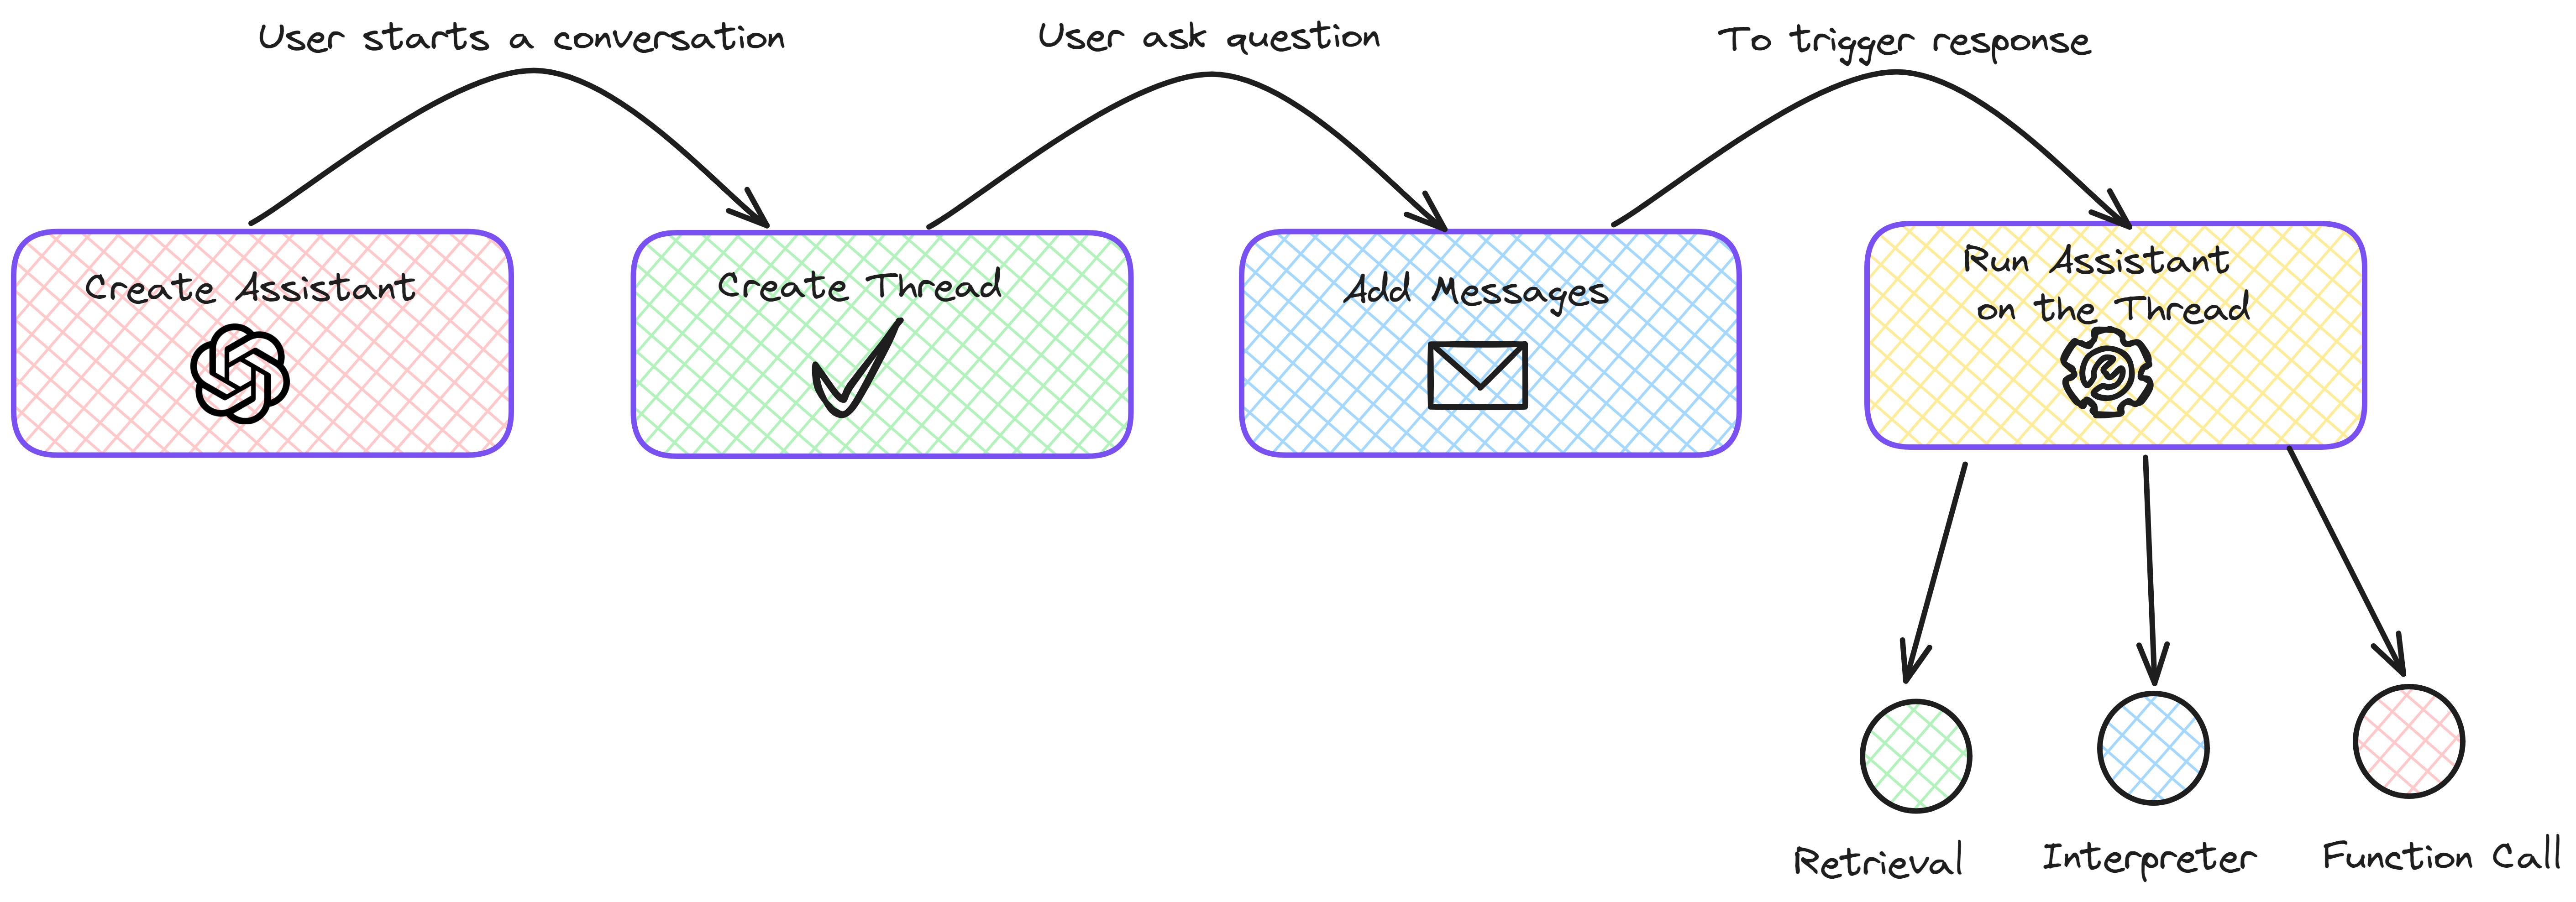 User starts a conversation
User ask question
To trigger response
Create Assistant
Create Thread
Add Messages
Run Assistant
on the Thread
Retrieval
Interpreter
Function Call